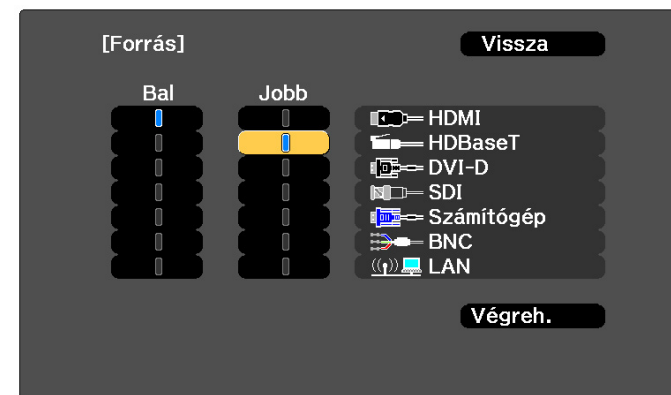 [Forrás] Vissza
Bal Jobb
HDMI
HDBaseT
DVI-D
SDI
Számítógép
BNC
LAN
Végreh.